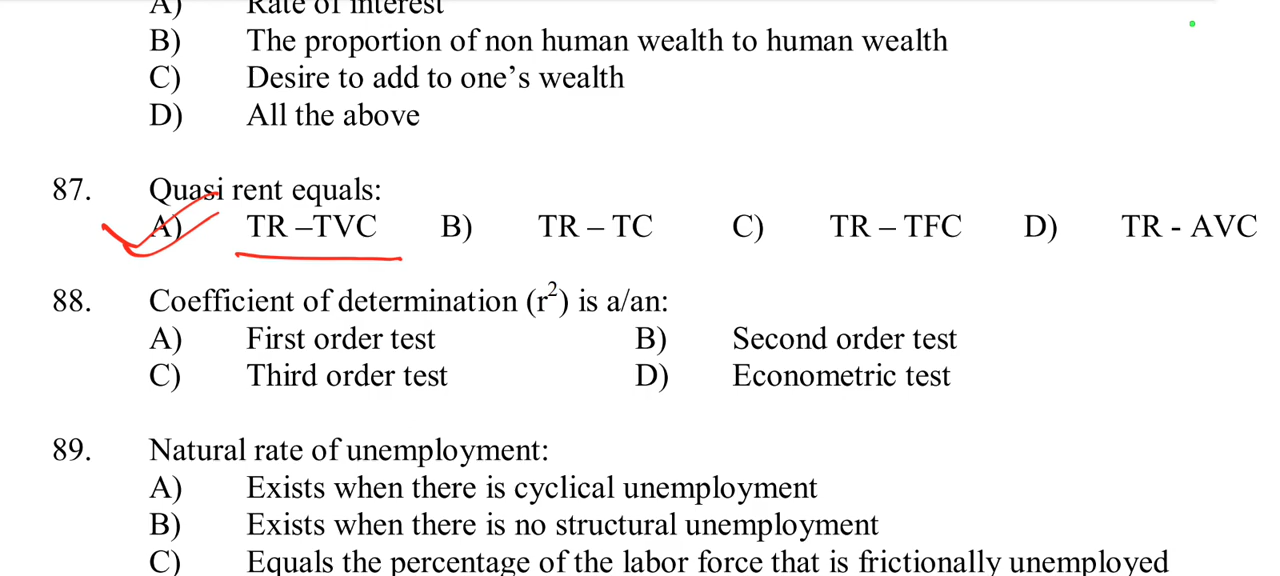 A) Rate of interest
B) The proportion of non human wealth to human wealth
C) Desire to add to one’s wealth
D) All the above
87. Quasi rent equals:
A) TR –TVC B) TR – TC C) TR – TFC D) TR - AVC
88. Coefficient of determination (r²) is a/an:
A) First order test B) Second order test
C) Third order test D) Econometric test
89. Natural rate of unemployment:
A) Exists when there is cyclical unemployment
B) Exists when there is no structural unemployment
C) Equals the percentage of the labor force that is frictionally unemployed